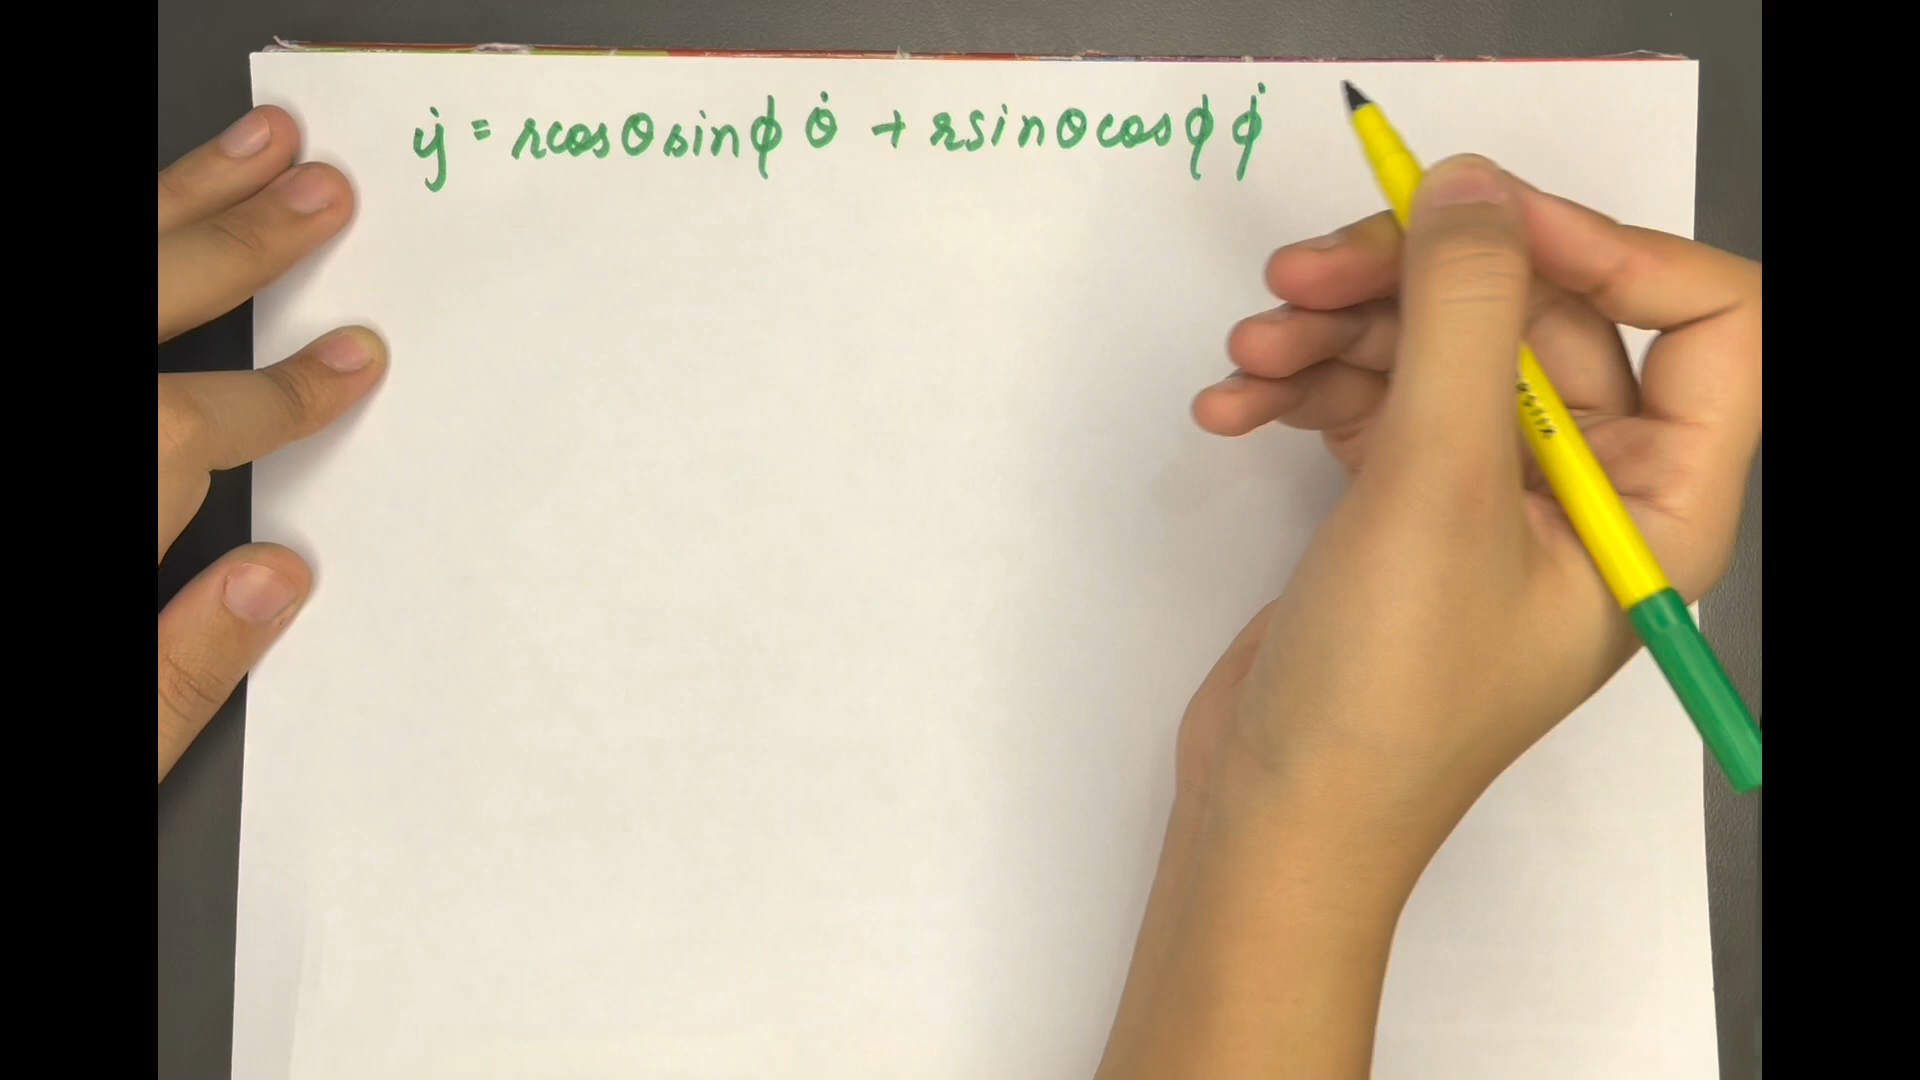 ẏ = rcosθsinϕ θ̇ + rsinθcosϕ ϕ̇